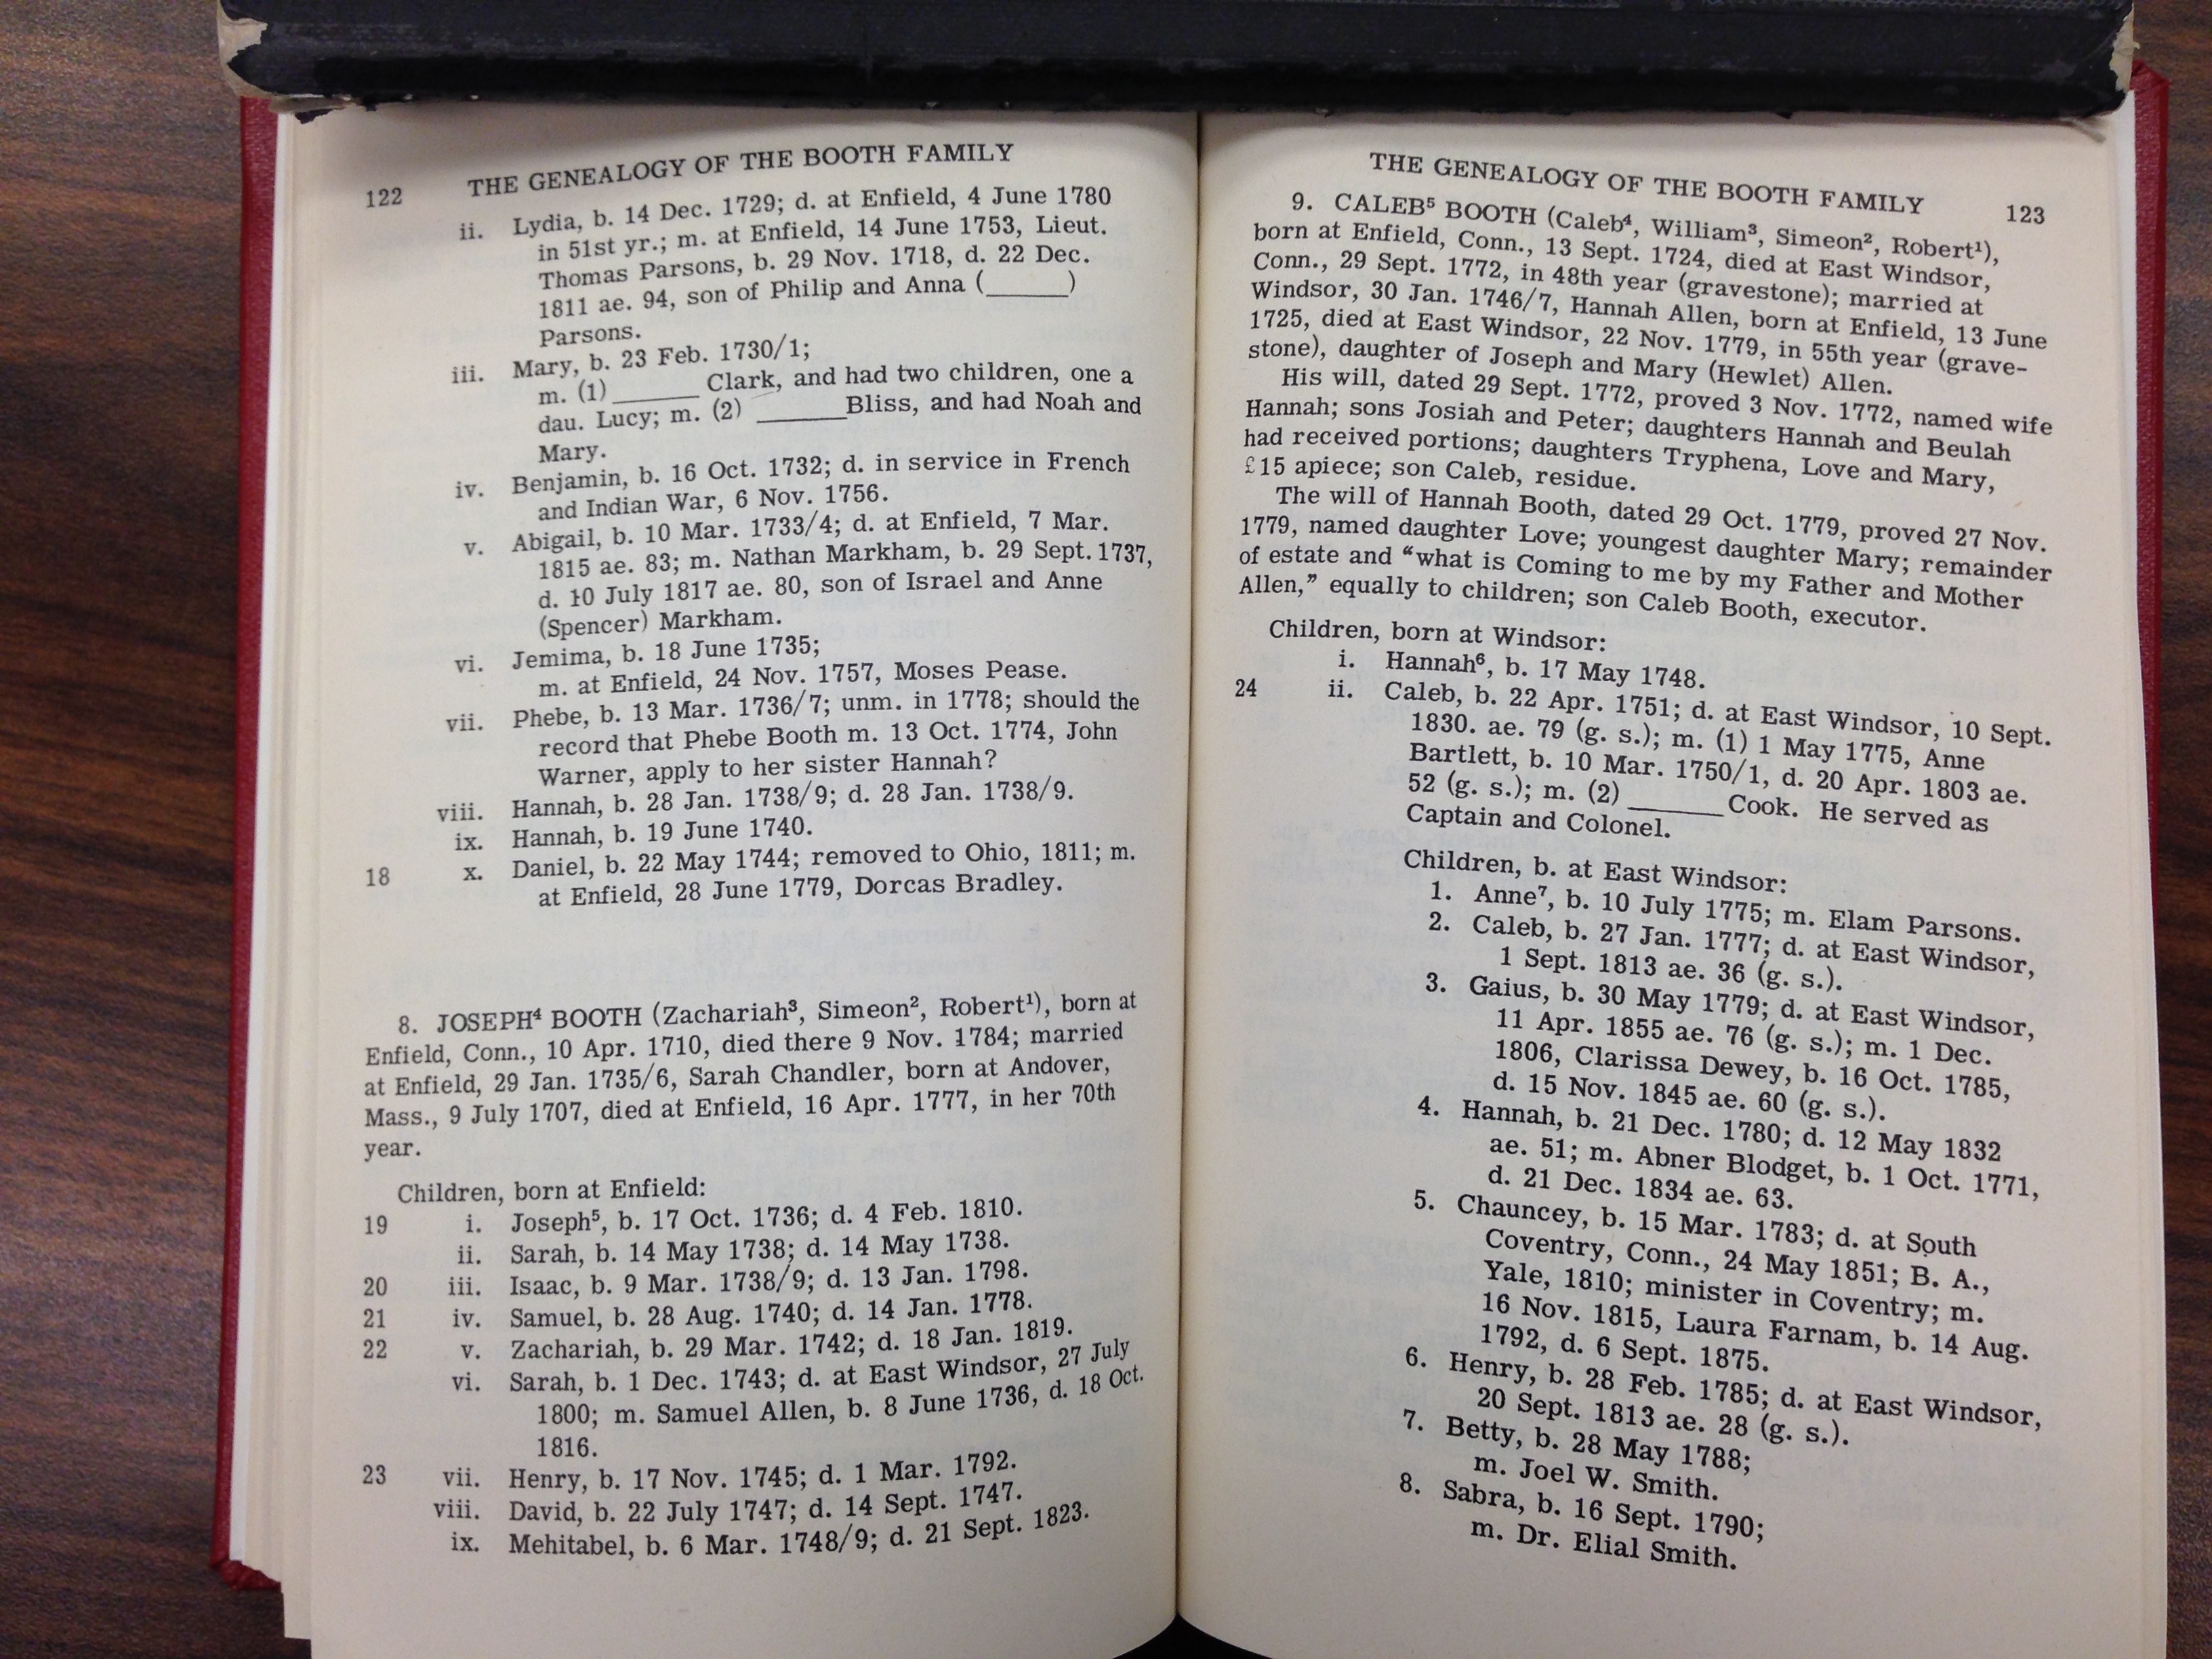 122 THE GENEALOGY OF THE BOOTH FAMILY
ii. Lydia, b. 14 Dec. 1729; d. at Enfield, 4 June 1780
in 51st yr.; m. at Enfield, 14 June 1753, Lieut.
Thomas Parsons, b. 29 Nov. 1718, d. 22 Dec.
1811 ae. 94, son of Philip and Anna (______)
Parsons.
iii. Mary, b. 23 Feb. 1730/1;
m. (1) ______ Clark, and had two children, one a
dau. Lucy; m. (2) ______Bliss, and had Noah and
Mary.
iv. Benjamin, b. 16 Oct. 1732; d. in service in French
and Indian War, 6 Nov. 1756.
v. Abigail, b. 10 Mar. 1733/4; d. at Enfield, 7 Mar.
1815 ae. 83; m. Nathan Markham, b. 29 Sept. 1737,
d. 10 July 1817 ae. 80, son of Israel and Anne
(Spencer) Markham.
vi. Jemima, b. 18 June 1735;
m. at Enfield, 24 Nov. 1757, Moses Pease.
vii. Phebe, b. 13 Mar. 1736/7; unm. in 1778; should the
record that Phebe Booth m. 13 Oct. 1774, John
Warner, apply to her sister Hannah?
viii. Hannah, b. 28 Jan. 1738/9; d. 28 Jan. 1738/9.
ix. Hannah, b. 19 June 1740.
18 x. Daniel, b. 22 May 1744; removed to Ohio, 1811; m.
at Enfield, 28 June 1779, Dorcas Bradley.
8. JOSEPH⁴ BOOTH (Zachariah³, Simeon², Robert¹), born at
Enfield, Conn., 10 Apr. 1710, died there 9 Nov. 1784; married
at Enfield, 29 Jan. 1735/6, Sarah Chandler, born at Andover,
Mass., 9 July 1707, died at Enfield, 16 Apr. 1777, in her 70th
year.
Children, born at Enfield:
19 i. Joseph⁵, b. 17 Oct. 1736; d. 4 Feb. 1810.
ii. Sarah, b. 14 May 1738; d. 14 May 1738.
20 iii. Isaac, b. 9 Mar. 1738/9; d. 13 Jan. 1798.
21 iv. Samuel, b. 28 Aug. 1740; d. 14 Jan. 1778.
22 v. Zachariah, b. 29 Mar. 1742; d. 18 Jan. 1819.
vi. Sarah, b. 1 Dec. 1743; d. at East Windsor, 27 July
1800; m. Samuel Allen, b. 8 June 1736, d. 18 Oct.
1816.
23 vii. Henry, b. 17 Nov. 1745; d. 1 Mar. 1792.
viii. David, b. 22 July 1747; d. 14 Sept. 1747.
ix. Mehitabel, b. 6 Mar. 1748/9; d. 21 Sept. 1823.
THE GENEALOGY OF THE BOOTH FAMILY 123
9. CALEB⁵ BOOTH (Caleb⁴, William³, Simeon², Robert¹),
born at Enfield, Conn., 13 Sept. 1724, died at East Windsor,
Conn., 29 Sept. 1772, in 48th year (gravestone); married at
Windsor, 30 Jan. 1746/7, Hannah Allen, born at Enfield, 13 June
1725, died at East Windsor, 22 Nov. 1779, in 55th year (grave-
stone), daughter of Joseph and Mary (Hewlet) Allen.
His will, dated 29 Sept. 1772, proved 3 Nov. 1772, named wife
Hannah; sons Josiah and Peter; daughters Hannah and Beulah
had received portions; daughters Tryphena, Love and Mary,
£15 apiece; son Caleb, residue.
The will of Hannah Booth, dated 29 Oct. 1779, proved 27 Nov.
1779, named daughter Love; youngest daughter Mary; remainder
of estate and “what is Coming to me by my Father and Mother
Allen,” equally to children; son Caleb Booth, executor.
Children, born at Windsor:
i. Hannah⁶, b. 17 May 1748.
24 ii. Caleb, b. 22 Apr. 1751; d. at East Windsor, 10 Sept.
1830. ae. 79 (g. s.); m. (1) 1 May 1775, Anne
Bartlett, b. 10 Mar. 1750/1, d. 20 Apr. 1803 ae.
52 (g. s.); m. (2) ______ Cook. He served as
Captain and Colonel.
Children, b. at East Windsor:
1. Anne⁷, b. 10 July 1775; m. Elam Parsons.
2. Caleb, b. 27 Jan. 1777; d. at East Windsor,
1 Sept. 1813 ae. 36 (g. s.).
3. Gaius, b. 30 May 1779; d. at East Windsor,
11 Apr. 1855 ae. 76 (g. s.); m. 1 Dec.
1806, Clarissa Dewey, b. 16 Oct. 1785,
d. 15 Nov. 1845 ae. 60 (g. s.).
4. Hannah, b. 21 Dec. 1780; d. 12 May 1832
ae. 51; m. Abner Blodget, b. 1 Oct. 1771,
d. 21 Dec. 1834 ae. 63.
5. Chauncey, b. 15 Mar. 1783; d. at South
Coventry, Conn., 24 May 1851; B. A.,
Yale, 1810; minister in Coventry; m.
16 Nov. 1815, Laura Farnam, b. 14 Aug.
1792, d. 6 Sept. 1875.
6. Henry, b. 28 Feb. 1785; d. at East Windsor,
20 Sept. 1813 ae. 28 (g. s.).
7. Betty, b. 28 May 1788;
m. Joel W. Smith.
8. Sabra, b. 16 Sept. 1790;
m. Dr. Elial Smith.